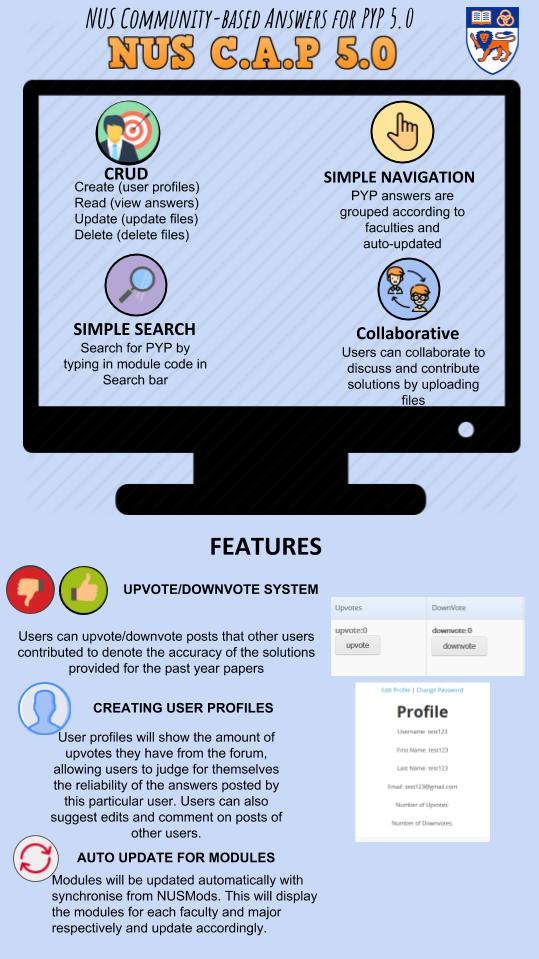 NUS COMMUNITY-BASED ANSWERS FOR PYP 5.0
NUS C.A.P 5.0
CRUD
Create (user profiles)
Read (view answers)
Update (update files)
Delete (delete files)
SIMPLE NAVIGATION
PYP answers are
grouped according to
faculties and
auto-updated
SIMPLE SEARCH
Search for PYP by
typing in module code in
Search bar
Collaborative
Users can collaborate to
discuss and contribute
solutions by uploading
files
FEATURES
UPVOTE/DOWNVOTE SYSTEM
Users can upvote/downvote posts that other users
contributed to denote the accuracy of the solutions
provided for the past year papers
Upvotes DownVote
upvote:0 downvote:0
upvote downvote
CREATING USER PROFILES
User profiles will show the amount of
upvotes they have from the forum,
allowing users to judge for themselves
the reliability of the answers posted by
this particular user. Users can also
suggest edits and comment on posts of
other users.
Edit Profile | Change Password
Profile
Username: test123
First Name: test123
Last Name: test123
Email: test123@gmail.com
Number of Upvotes:
Number of Downvotes:
AUTO UPDATE FOR MODULES
Modules will be updated automatically with
synchronise from NUSMods. This will display
the modules for each faculty and major
respectively and update accordingly.